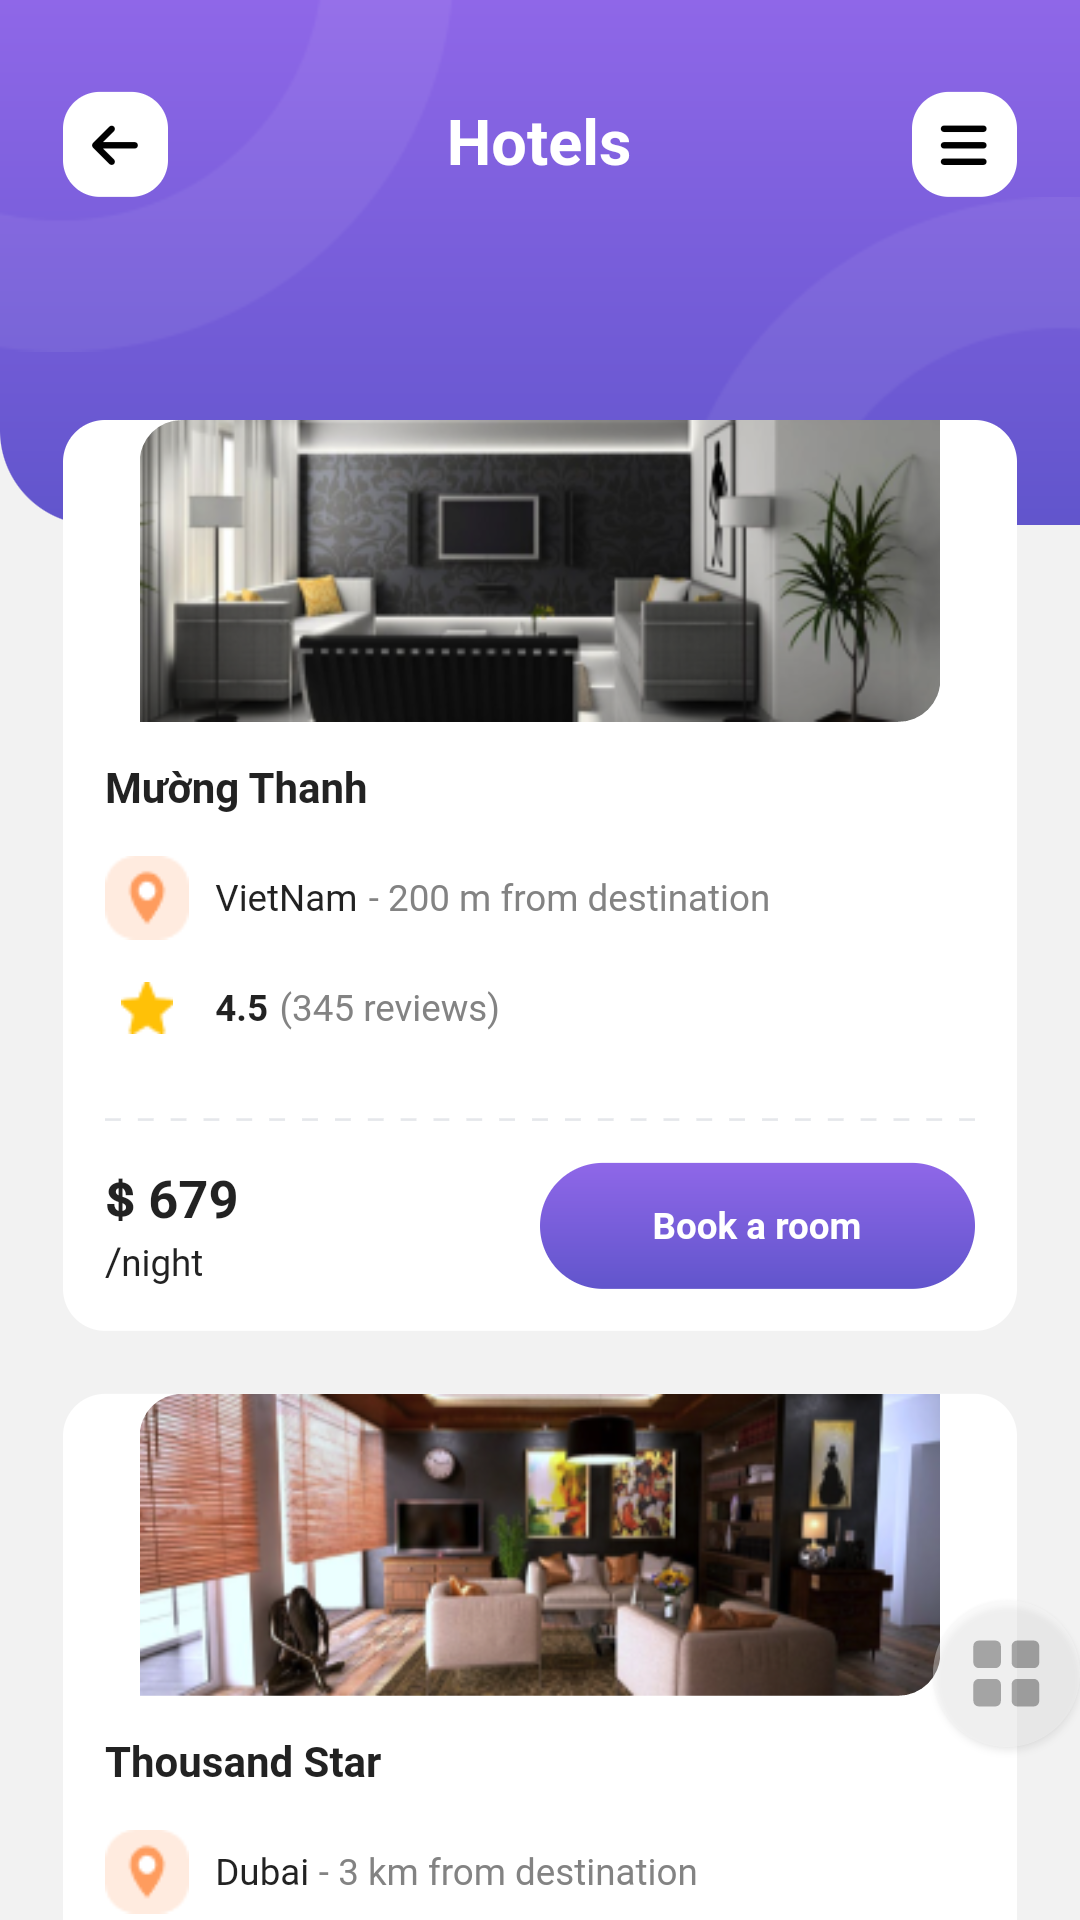 Hotels
Mường Thanh
VietNam - 200 m from destination
4.5 (345 reviews)
$ 679
/night
Book a room
Thousand Star
Dubai - 3 km from destination